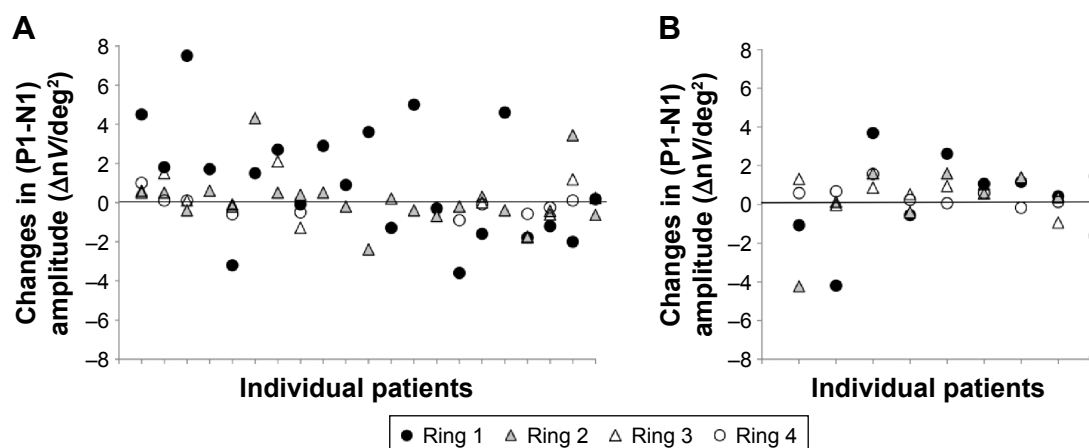 A
Changes in (P1-N1)
amplitude (ΔnV/deg²)
8
6
4
2
0
–2
–4
–6
–8
Individual patients
B
Changes in (P1-N1)
amplitude (ΔnV/deg²)
8
6
4
2
0
–2
–4
–6
–8
Individual patients
Ring 1 Ring 2 Ring 3 Ring 4